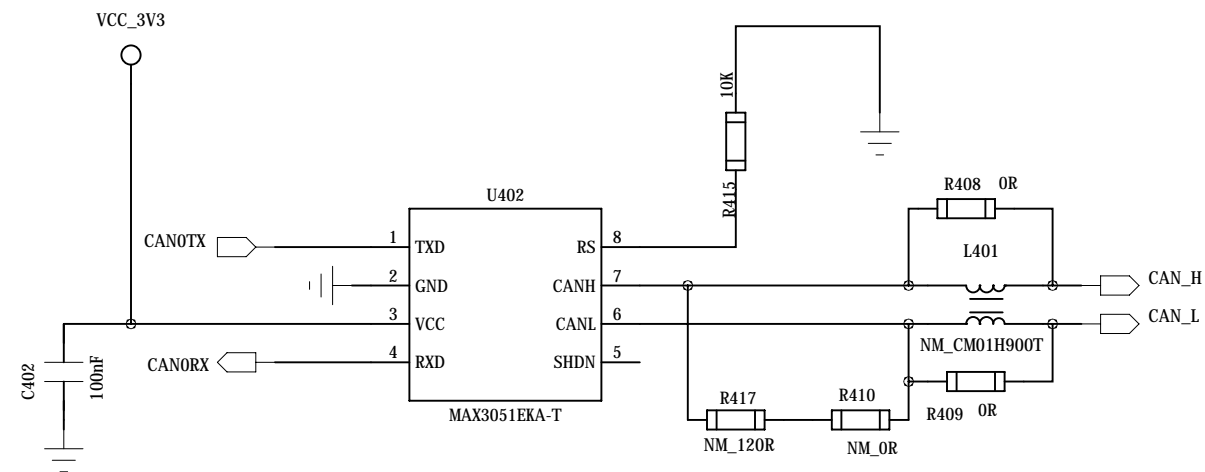 VCC_3V3
10K
R415
R408 0R
U402
L401
CAN0TX
1
TXD
RS
8
2
GND
CANH
7
CAN_H
3
VCC
CANL
6
CAN_L
NM_CM01H900T
CAN0RX
4
RXD
SHDN
5
C402
100nF
R417
R410
R409 0R
MAX3051EKA-T
NM_120R
NM_0R